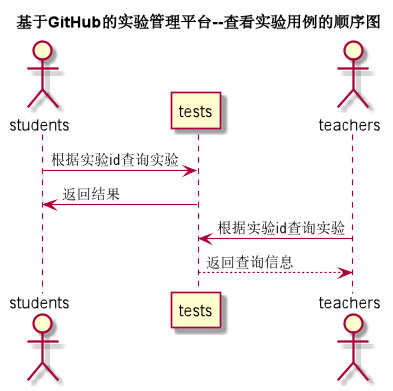 基于GitHub的实验管理平台--查看实验用例的顺序图
students
tests
teachers
根据实验id查询实验
返回结果
根据实验id查询实验
返回查询信息
students
tests
teachers